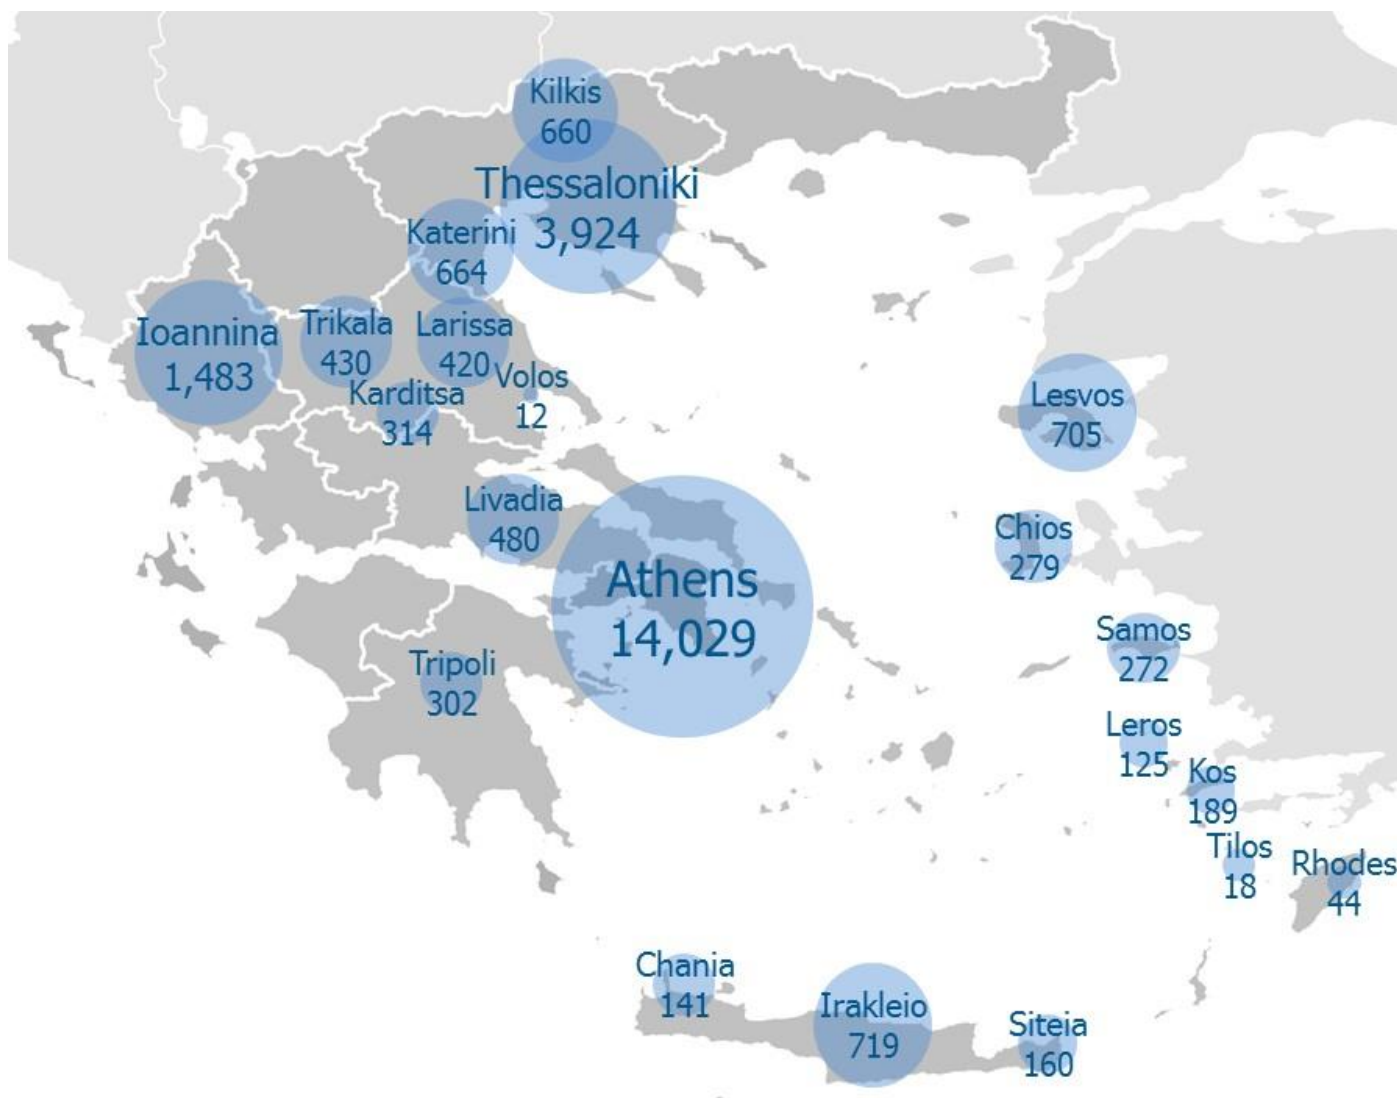 Kilkis
660
Thessaloniki
3,924
Katerini
664
Ioannina
1,483
Trikala
430
Larissa
420
Volos
12
Karditsa
314
Lesvos
705
Livadia
480
Chios
279
Athens
14,029
Samos
272
Tripoli
302
Leros
125
Kos
189
Tilos
18
Rhodes
44
Chania
141
Irakleio
719
Siteia
160